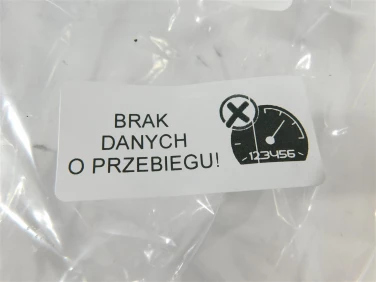 BRAK
DANYCH
O PRZEBIEGU!
123456